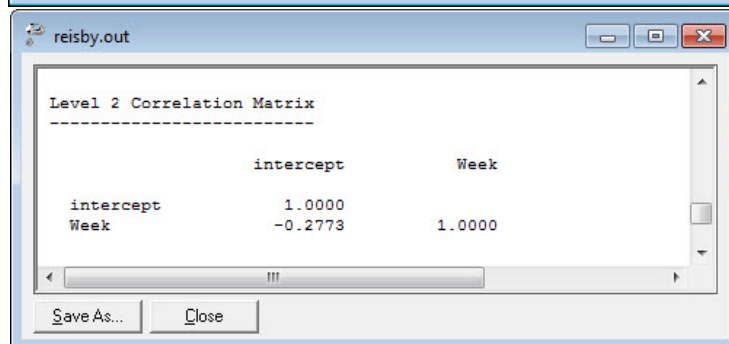 reisby.out
Level 2 Correlation Matrix
--------------------------
intercept Week
intercept 1.0000
Week -0.2773 1.0000
Save As... Close